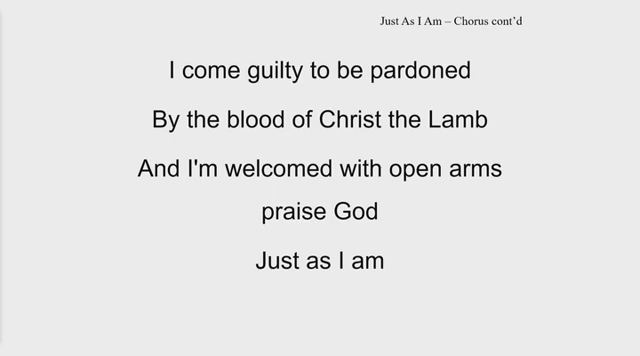 Just As I Am – Chorus cont’d
I come guilty to be pardoned
By the blood of Christ the Lamb
And I'm welcomed with open arms
praise God
Just as I am